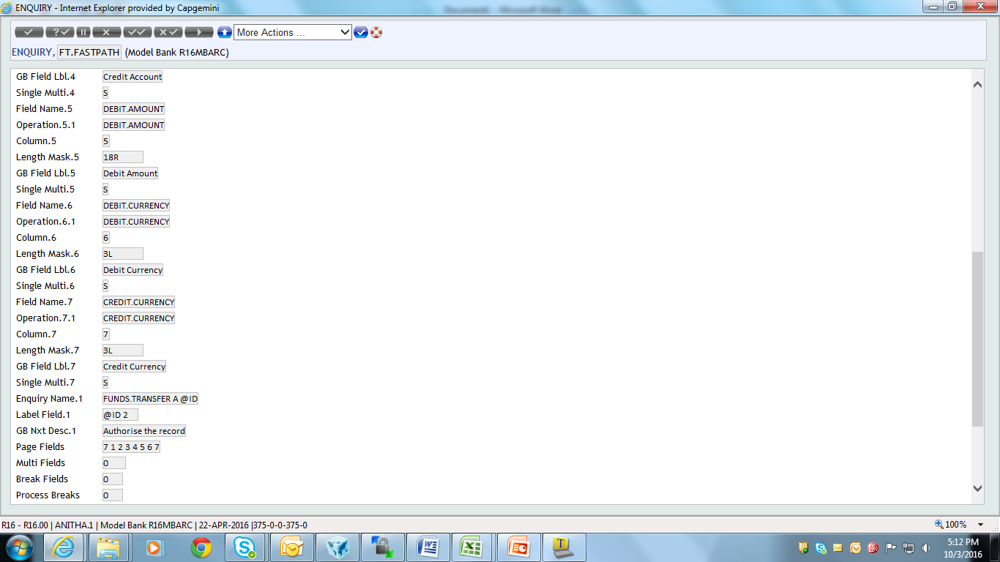 ENQUIRY - Internet Explorer provided by Capgemini
More Actions ...
ENQUIRY, FT.FASTPATH (Model Bank R16MBARC)
GB Field Lbl.4 Credit Account
Single Multi.4 S
Field Name.5 DEBIT.AMOUNT
Operation.5.1 DEBIT.AMOUNT
Column.5 5
Length Mask.5 18R
GB Field Lbl.5 Debit Amount
Single Multi.5 S
Field Name.6 DEBIT.CURRENCY
Operation.6.1 DEBIT.CURRENCY
Column.6 6
Length Mask.6 3L
GB Field Lbl.6 Debit Currency
Single Multi.6 S
Field Name.7 CREDIT.CURRENCY
Operation.7.1 CREDIT.CURRENCY
Column.7 7
Length Mask.7 3L
GB Field Lbl.7 Credit Currency
Single Multi.7 S
Enquiry Name.1 FUNDS.TRANSFER A @ID
Label Field.1 @ID 2
GB Nxt Desc.1 Authorise the record
Page Fields 7 1 2 3 4 5 6 7
Multi Fields 0
Break Fields 0
Process Breaks 0
R16 - R16.00 | ANITHA.1 | Model Bank R16MBARC | 22-APR-2016 |375-0-0-375-0
100%
5:12 PM
10/3/2016